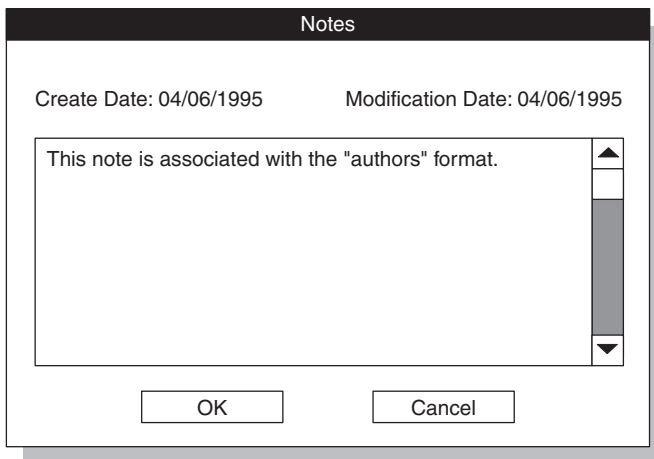 Notes
Create Date: 04/06/1995 Modification Date: 04/06/1995
This note is associated with the "authors" format.
OK Cancel